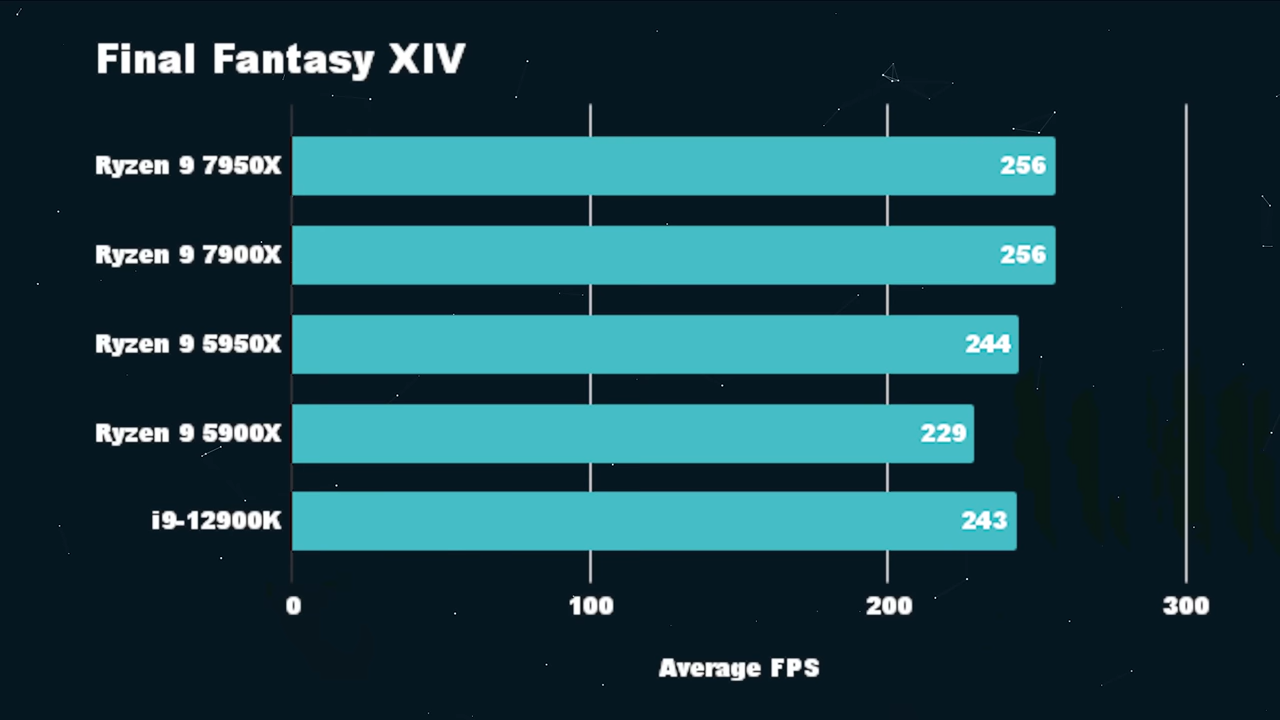 Final Fantasy XIV
Ryzen 9 7950X 256
Ryzen 9 7900X 256
Ryzen 9 5950X 244
Ryzen 9 5900X 229
i9-12900K 243
0 100 200 300
Average FPS